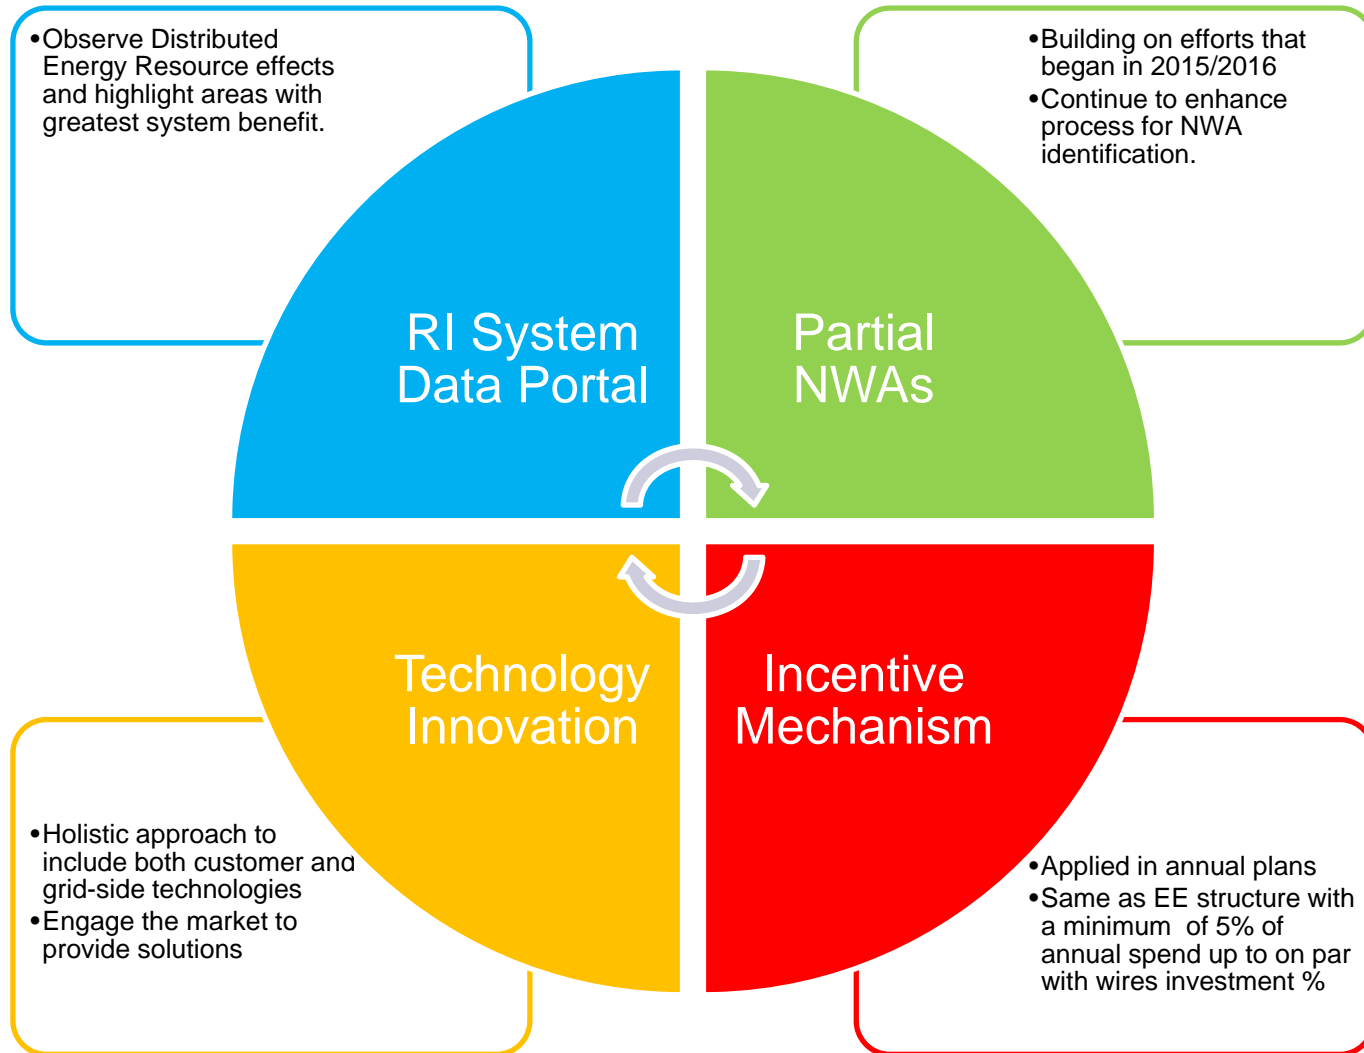 •Observe Distributed
Energy Resource effects
and highlight areas with
greatest system benefit.
•Building on efforts that
began in 2015/2016
•Continue to enhance
process for NWA
identification.
RI System
Data Portal
Partial
NWAs
Technology
Innovation
Incentive
Mechanism
•Holistic approach to
include both customer and
grid-side technologies
•Engage the market to
provide solutions
•Applied in annual plans
•Same as EE structure with
a minimum of 5% of
annual spend up to on par
with wires investment %